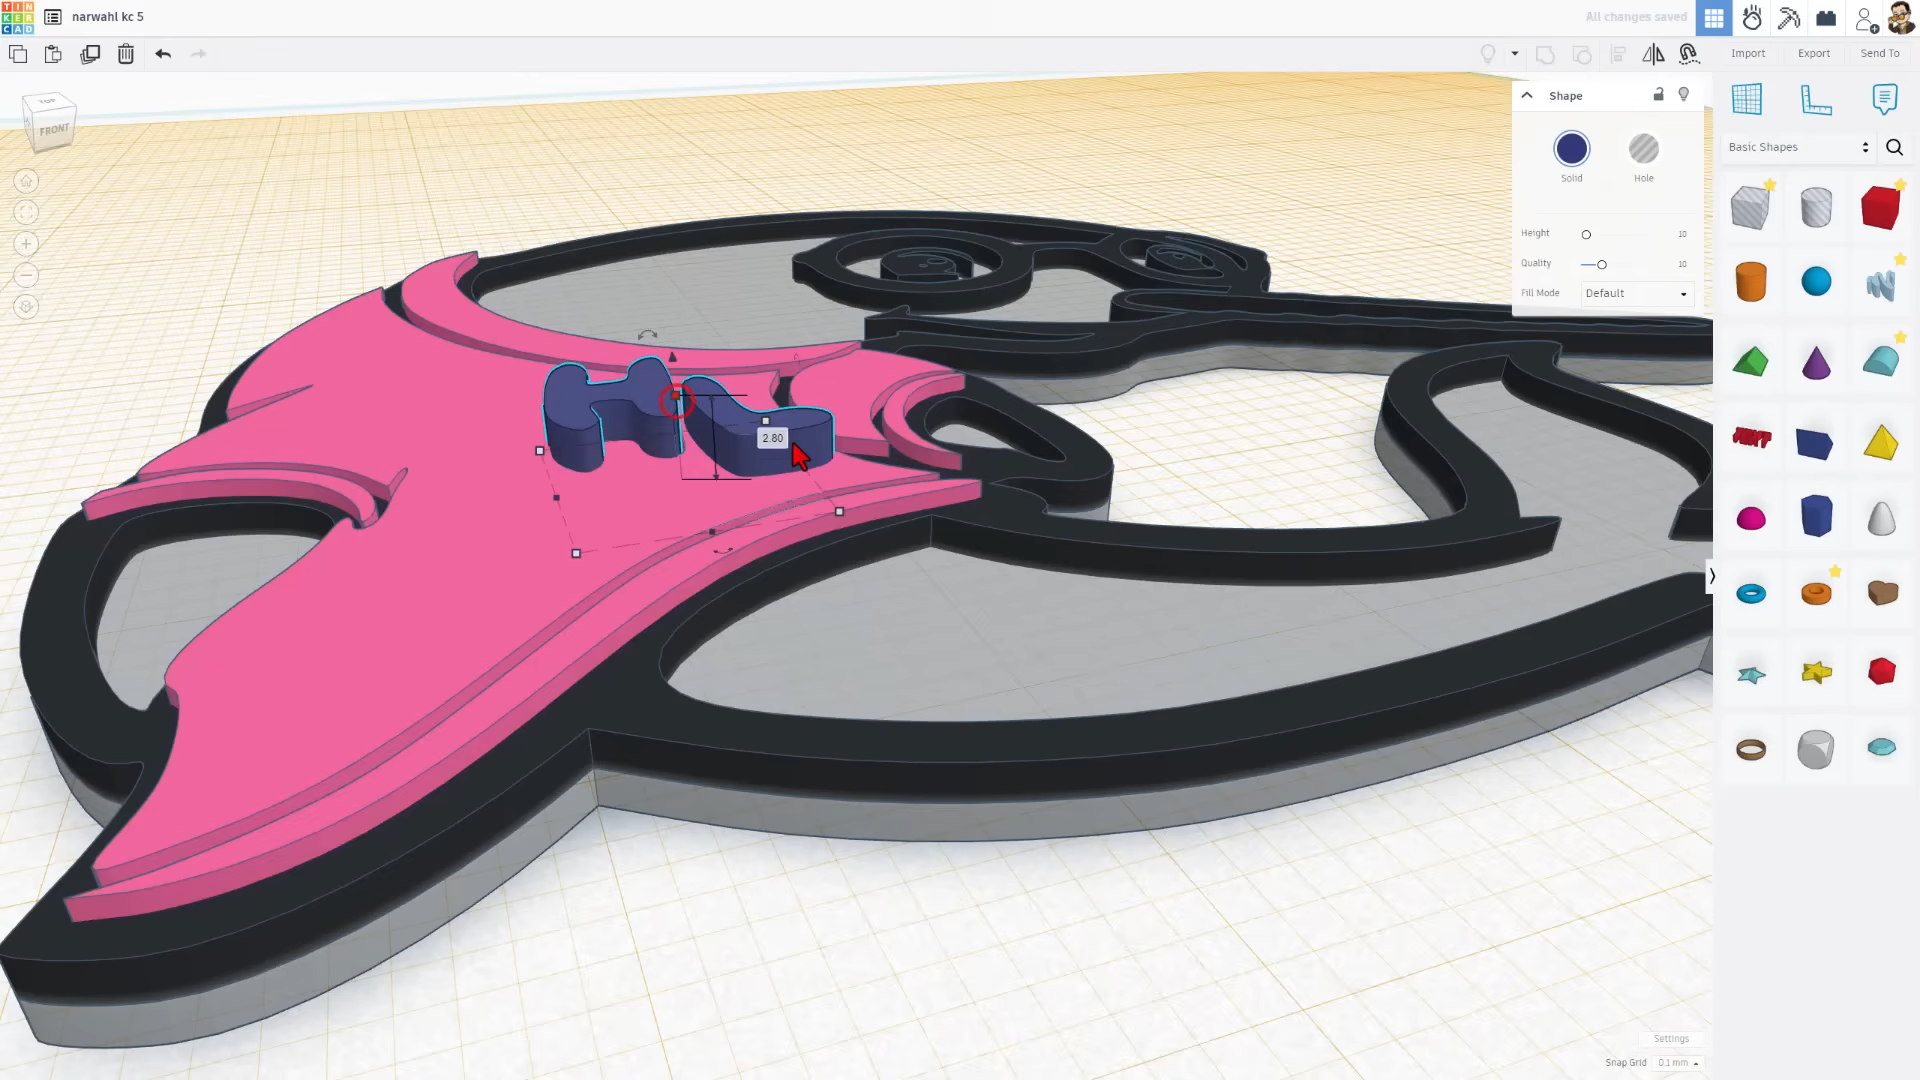 TIN
KER
CAD
narwahl kc 5
All changes saved
Import
Export
Send To
TOP
FRONT
Shape
Solid
Hole
Height
10
Quality
10
Fill Mode
Default
Basic Shapes
2.80
Settings
Snap Grid
0.1 mm